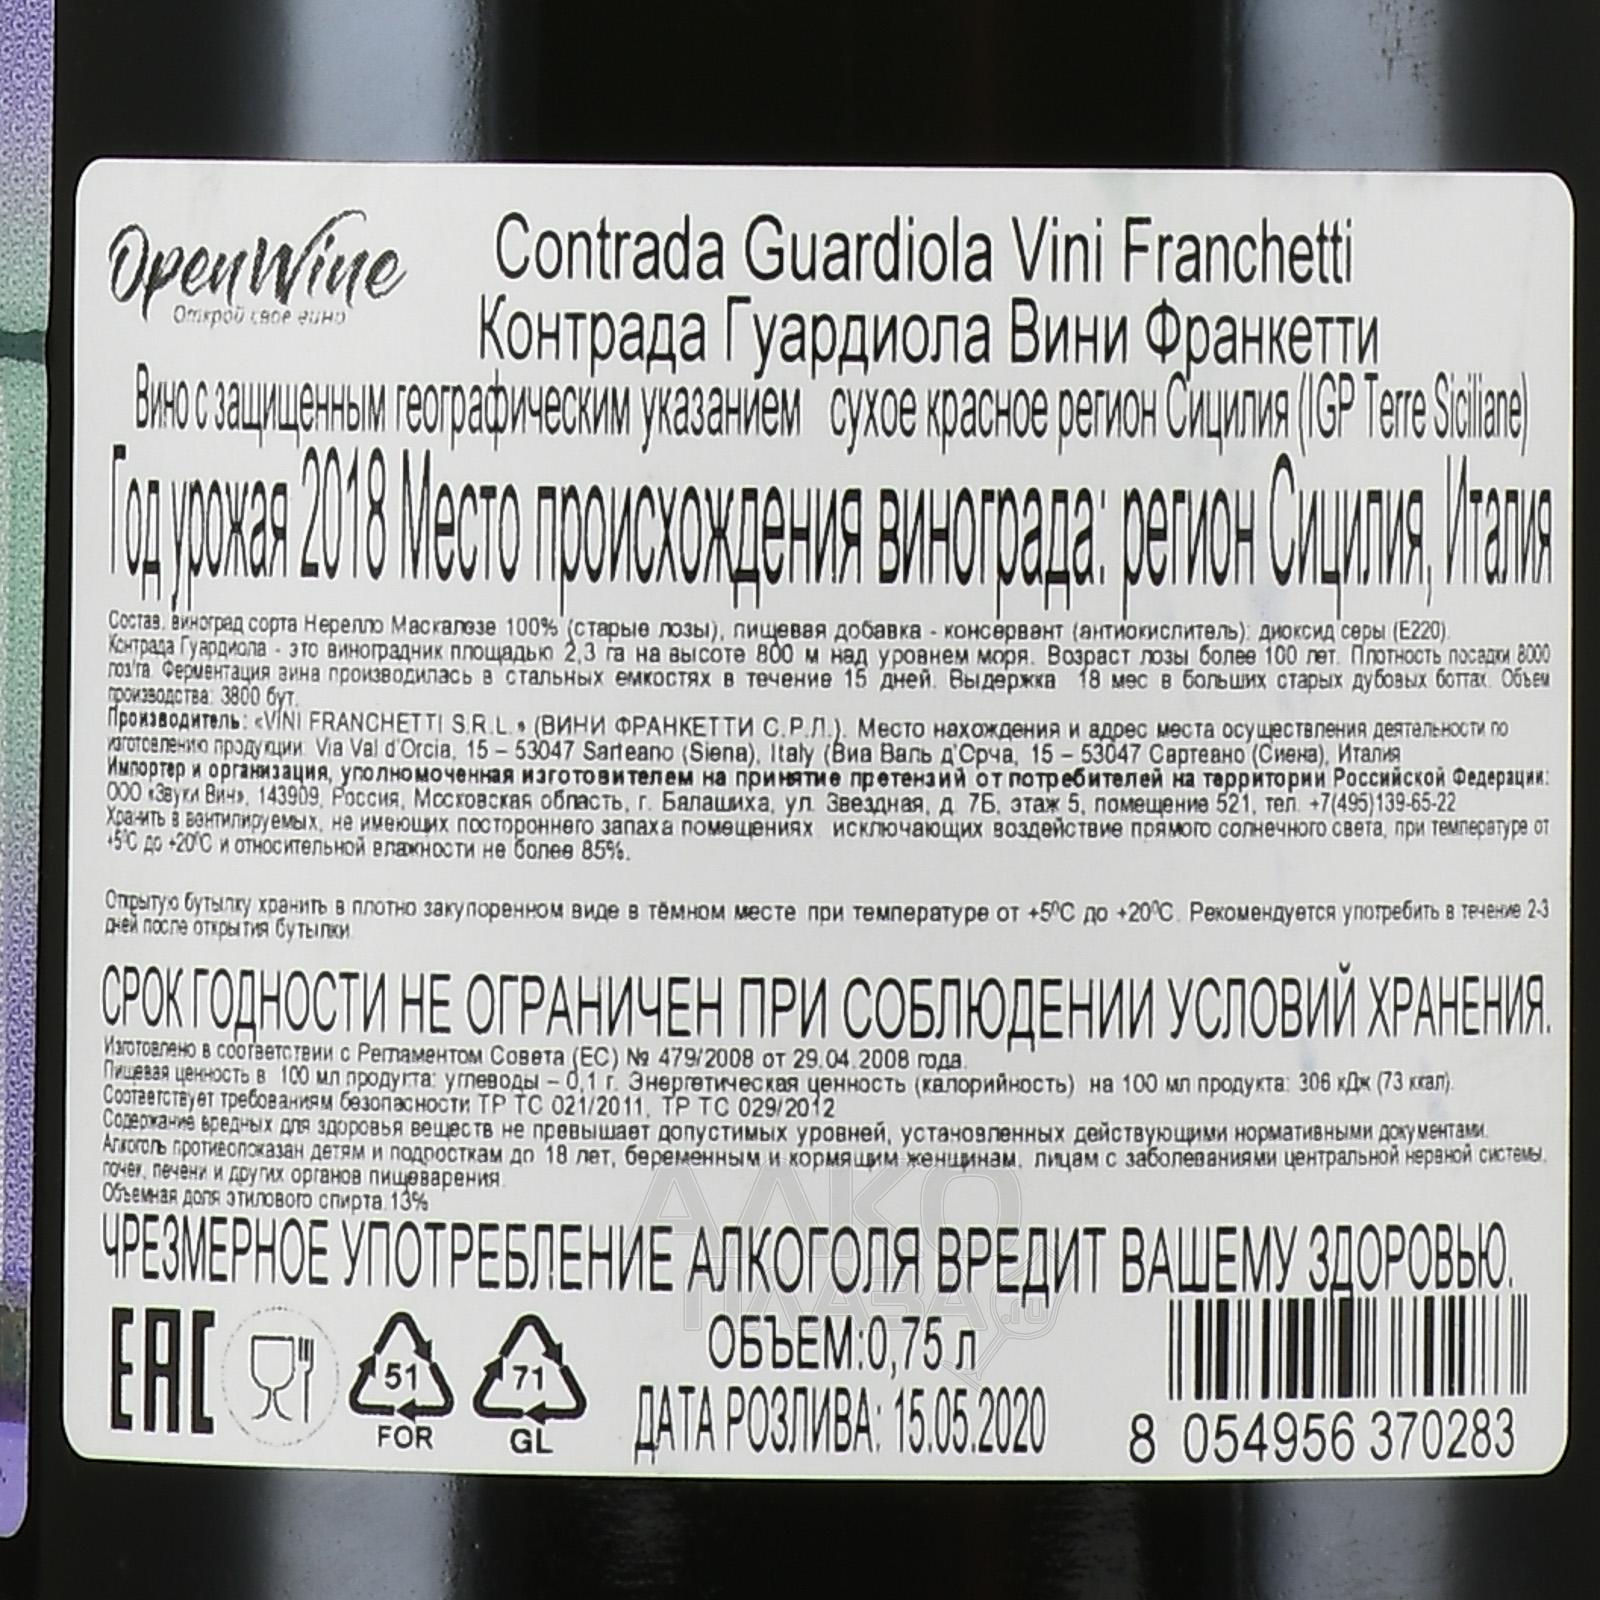 OpenWine
Открой свое вино
Contrada Guardiola Vini Franchetti
Контрада Гуардиола Вини Франкетти
Вино с защищенным географическим указанием сухое красное регион Сицилия (IGP Terre Siciliane)
Год урожая 2018 Место происхождения винограда: регион Сицилия, Италия
Состав: виноград сорта Нерелло Маскалезе 100% (старые лозы), пищевая добавка - консервант (антиокислитель): диоксид серы (Е220).
Контрада Гуардиола - это виноградник площадью 2,3 га на высоте 800 м над уровнем моря. Возраст лозы более 100 лет. Плотность посадки 8000
лоз/га. Ферментация вина производилась в стальных емкостях в течение 15 дней. Выдержка 18 мес в больших старых дубовых боттах. Объем
производства: 3800 бут.
Производитель: «VINI FRANCHETTI S.R.L.» (ВИНИ ФРАНКЕТТИ С.Р.Л.). Место нахождения и адрес места осуществления деятельности по
изготовлению продукции: Via Val d'Orcia, 15 – 53047 Sarteano (Siena), Italy (Виа Валь д'Срча, 15 – 53047 Сартеано (Сиена), Италия
Импортер и организация, уполномоченная изготовителем на принятие претензий от потребителей на территории Российской Федерации:
ООО «Звуки Вин», 143909, Россия, Московская область, г. Балашиха, ул. Звездная, д. 7Б, этаж 5, помещение 521, тел. +7(495)139-65-22
Хранить в вентилируемых, не имеющих постороннего запаха помещениях исключающих воздействие прямого солнечного света, при температуре от
+5°C до +20°C и относительной влажности не более 85%.
Открытую бутылку хранить в плотно закупоренном виде в тёмном месте при температуре от +5⁰C до +20⁰C. Рекомендуется употребить в течение 2-3
дней после открытия бутылки
СРОК ГОДНОСТИ НЕ ОГРАНИЧЕН ПРИ СОБЛЮДЕНИИ УСЛОВИЙ ХРАНЕНИЯ.
Изготовлено в соответствии с Регламентом Совета (ЕС) № 479/2008 от 29.04.2008 года.
Пищевая ценность в 100 мл продукта: углеводы – 0,1 г. Энергетическая ценность (калорийность) на 100 мл продукта: 306 кДж (73 ккал).
Соответствует требованиям безопасности ТР ТС 021/2011, ТР ТС 029/2012
Содержание вредных для здоровья веществ не превышает допустимых уровней, установленных действующими нормативными документами.
Алкоголь противопоказан детям и подросткам до 18 лет, беременным и кормящим женщинам, лицам с заболеваниями центральной нервной системы,
почек, печени и других органов пищеварения.
Объемная доля этилового спирта 13%
ЧРЕЗМЕРНОЕ УПОТРЕБЛЕНИЕ АЛКОГОЛЯ ВРЕДИТ ВАШЕМУ ЗДОРОВЬЮ.
АЛКО
ПЛАЗА.ru
EAC
51
FOR
71
GL
ОБЪЕМ:0,75 л
ДАТА РОЗЛИВА: 15.05.2020
8 054956 370283